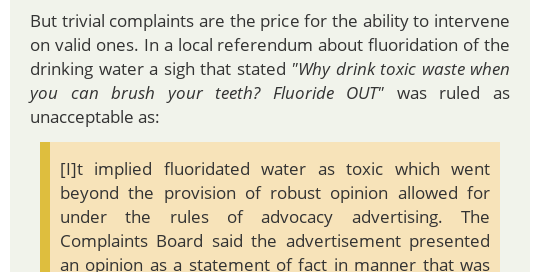 But trivial complaints are the price for the ability to intervene
on valid ones. In a local referendum about fluoridation of the
drinking water a sigh that stated "Why drink toxic waste when
you can brush your teeth? Fluoride OUT" was ruled as
unacceptable as:
[I]t implied fluoridated water as toxic which went
beyond the provision of robust opinion allowed for
under the rules of advocacy advertising. The
Complaints Board said the advertisement presented
an opinion as a statement of fact in manner that was